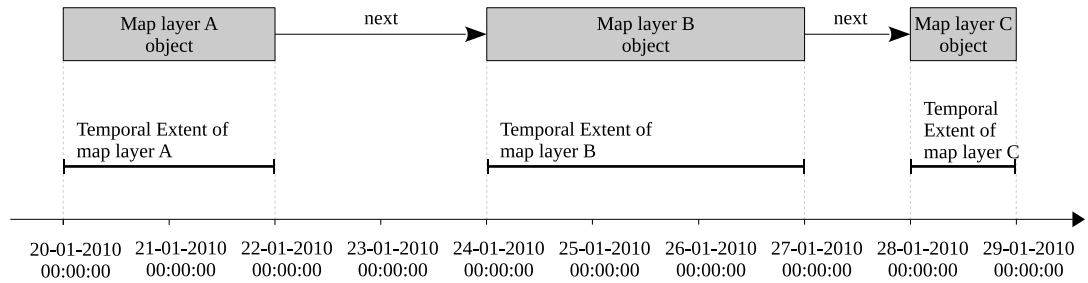 Map layer A
object
next
Map layer B
object
next
Map layer C
object
Temporal Extent of
map layer A
Temporal Extent of
map layer B
Temporal
Extent of
map layer C
20-01-2010 21-01-2010 22-01-2010 23-01-2010 24-01-2010 25-01-2010 26-01-2010 27-01-2010 28-01-2010 29-01-2010
00:00:00 00:00:00 00:00:00 00:00:00 00:00:00 00:00:00 00:00:00 00:00:00 00:00:00 00:00:00